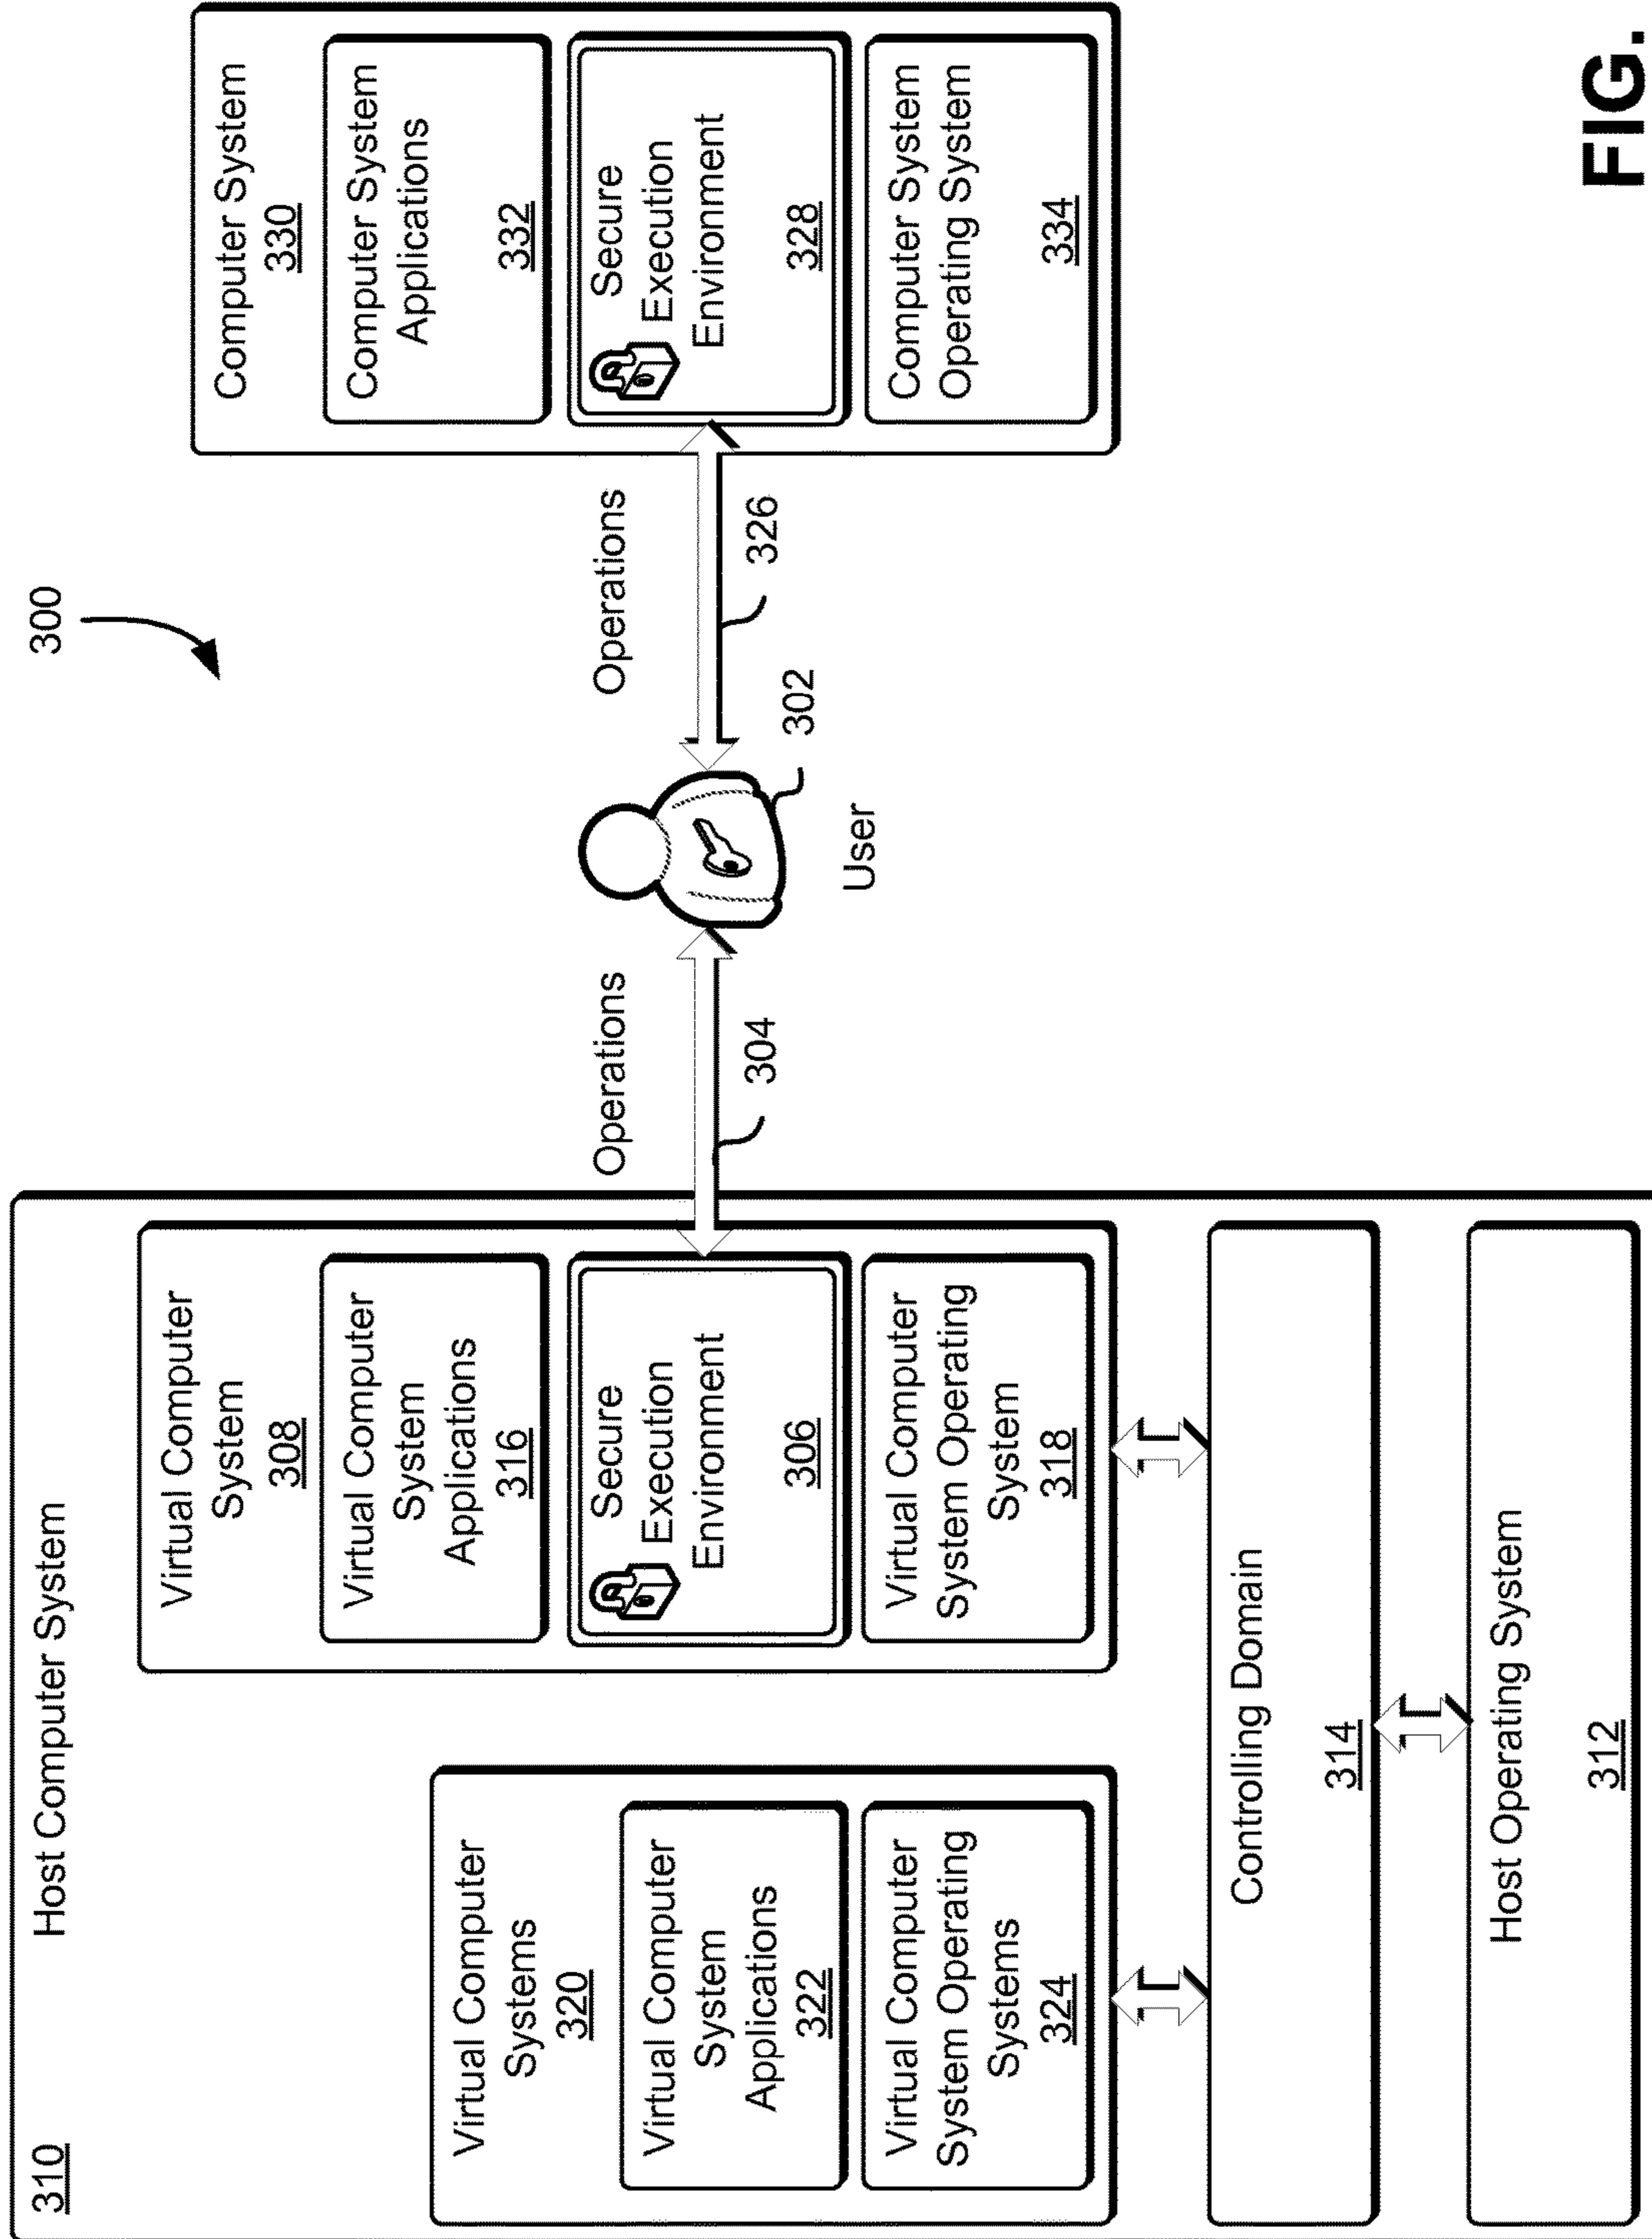 300
310
Host Computer System
Virtual Computer
Systems
320
Virtual Computer
System
Applications
322
Virtual Computer
System Operating
Systems
324
Virtual Computer
System
308
Virtual Computer
System
Applications
316
Secure
Execution
Environment
306
Virtual Computer
System Operating
System
318
Controlling Domain
314
Host Operating System
312
Operations
304
302
User
Operations
326
Computer System
330
Computer System
Applications
332
Secure
Execution
Environment
328
Computer System
Operating System
334
FIG.